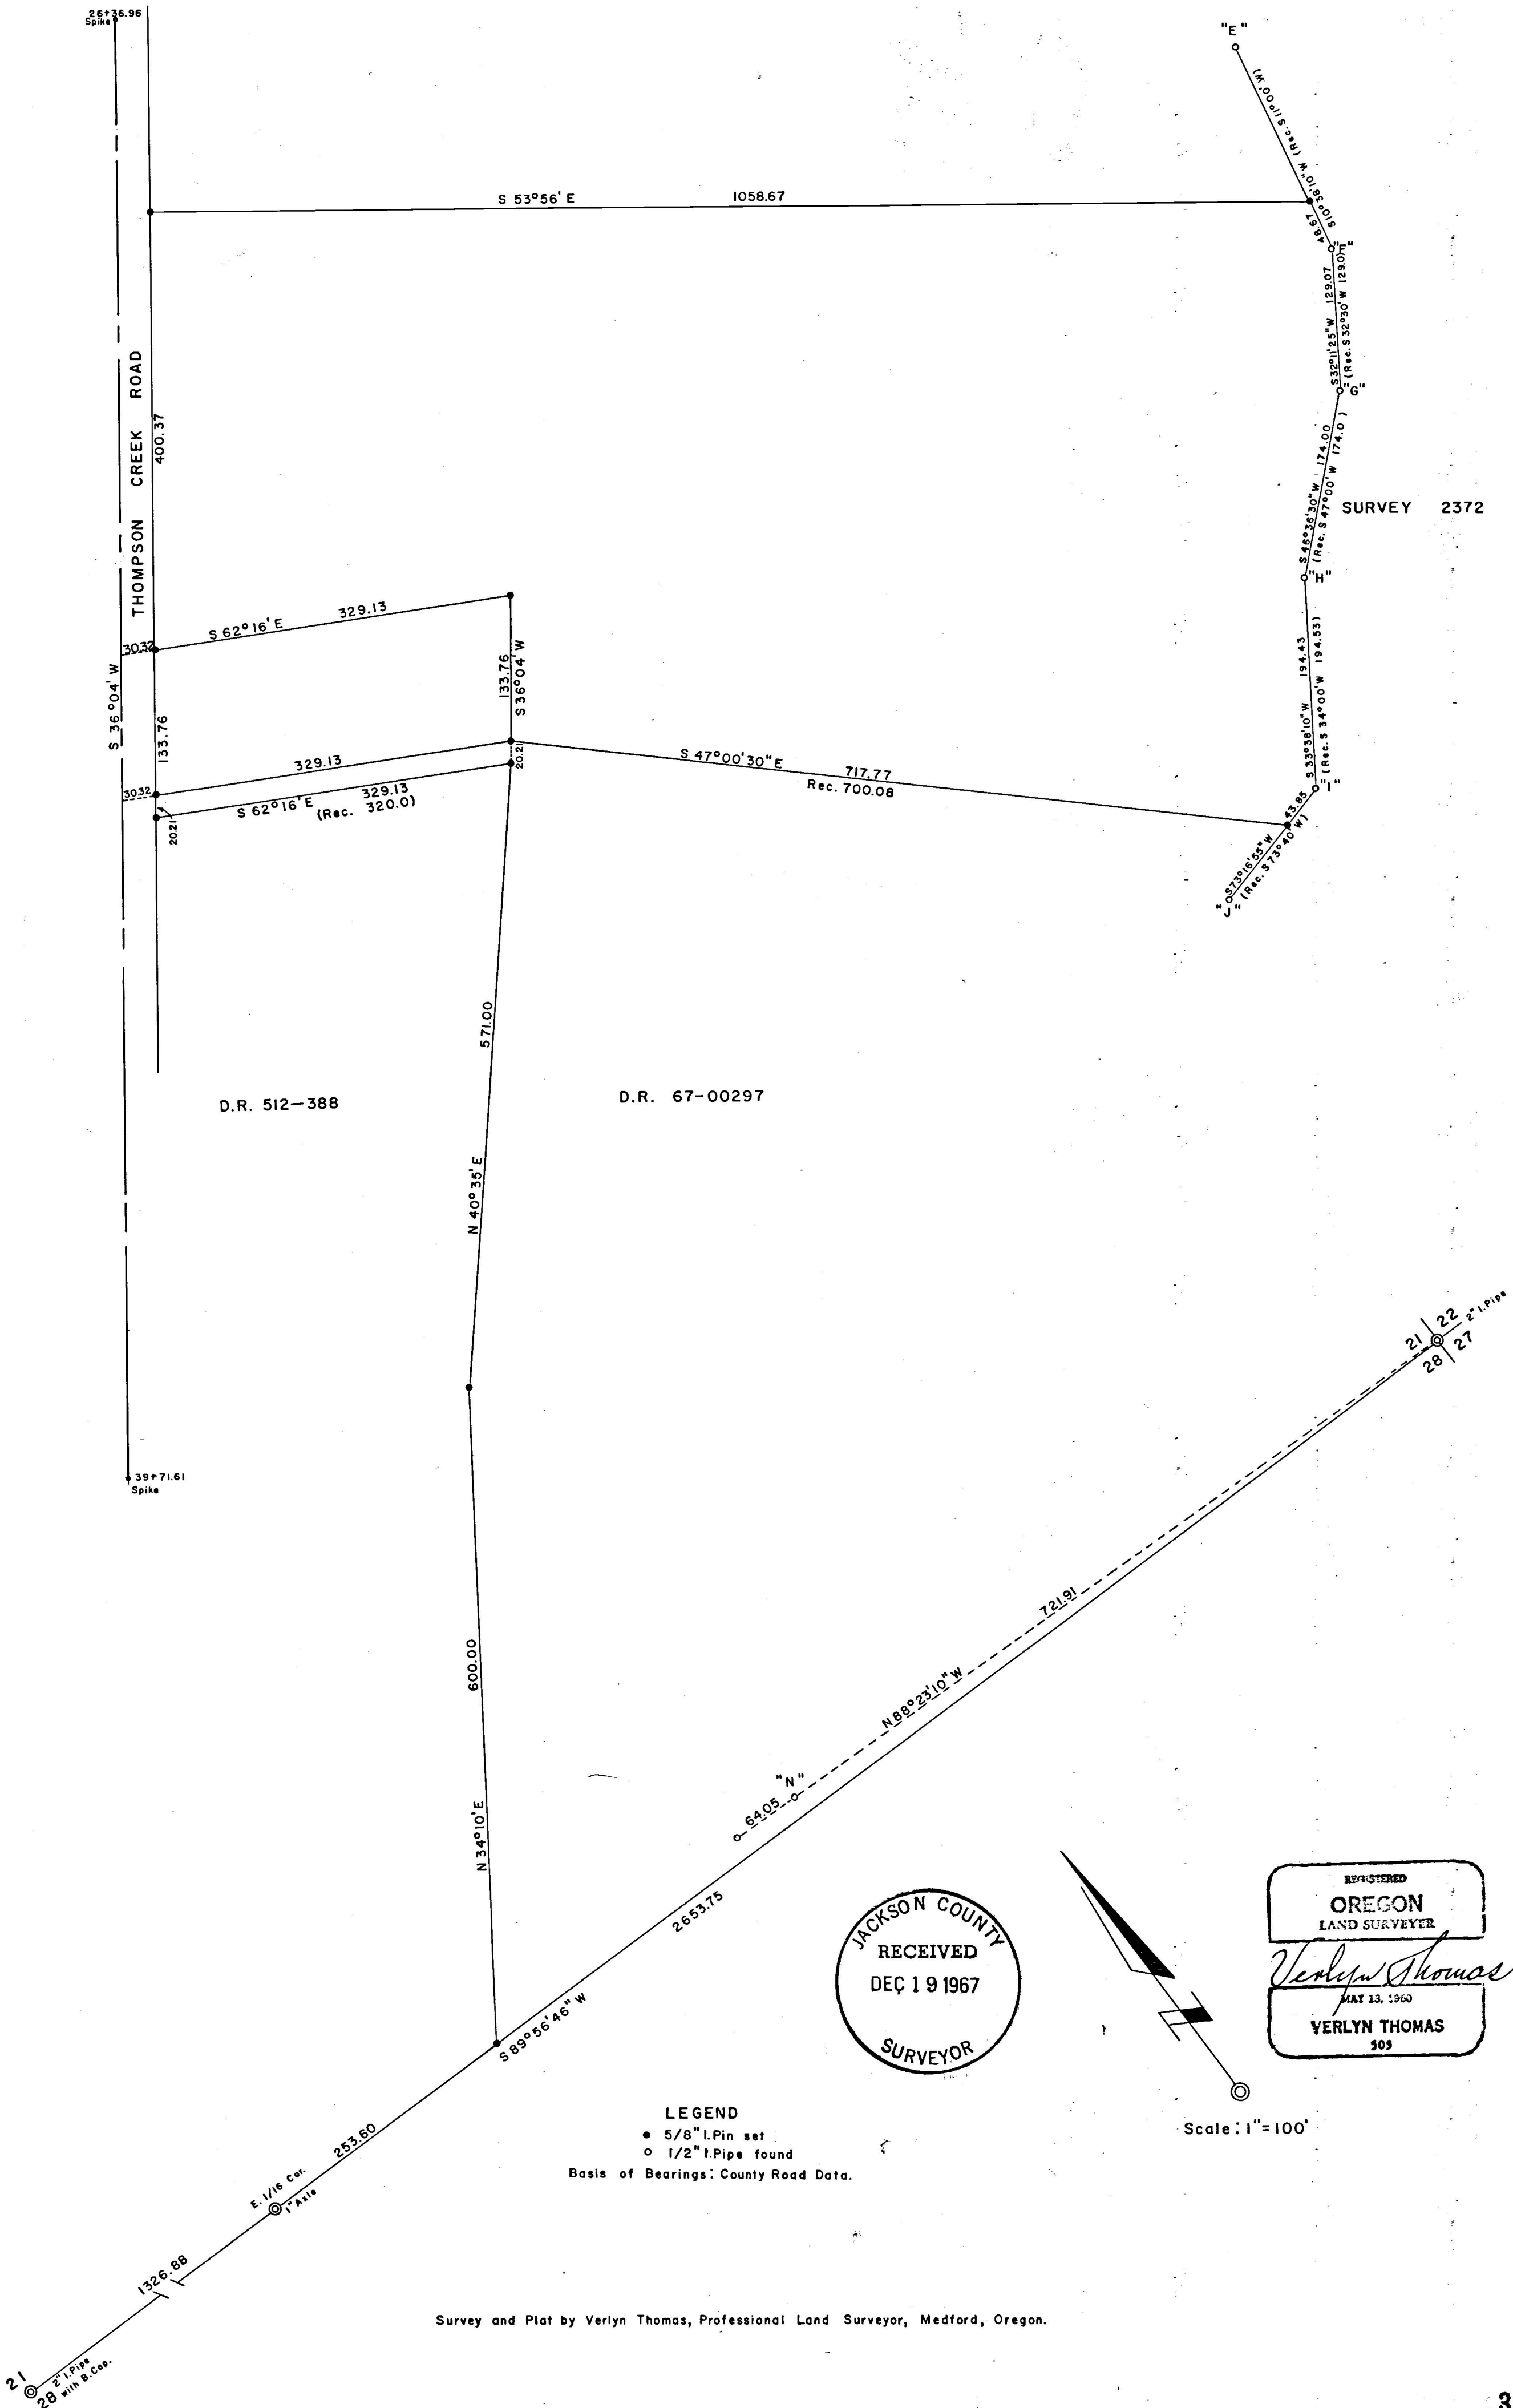 26+36.96
Spike
"E"
S10°38'10"W (Rec. S11°00'W)
S 53°56' E 1058.67
48.67
"F"
S32°11'25"W 129.07
(Rec. S32°30'W 129.0)
"G"
THOMPSON CREEK ROAD
400.37
S 46°36'30"W 174.00
(Rec. S 47°00'W 174.0 )
SURVEY 2372
"H"
S 62°16' E 329.13
30.32
S 36°04' W
133.76
133.76
S 36°04' W
S 33°38'10"W 194.43
(Rec. S 34°00'W 194.53)
329.13
20.21
S 47°00'30"E 717.77
Rec. 700.08
30.32
S 62°16'E 329.13
(Rec. 320.0)
20.21
"I"
43.85
S73°16'55"W
(Rec. S73°40'W)
"J"
571.00
N 40°35'E
D.R. 512-388
D.R. 67-00297
21 22
28 27
2" I.Pipe
39+71.61
Spike
721.91
N88°23'10"W
"N"
64.05
600.00
N 34°10'E
2653.75
S 89°56'46" W
JACKSON COUNTY
RECEIVED
DEC 19 1967
SURVEYOR
REGISTERED
OREGON
LAND SURVEYER
Verlyn Thomas
MAY 13, 1960
VERLYN THOMAS
505
Scale: 1"=100'
LEGEND
5/8" I.Pin set
1/2" I.Pipe found
Basis of Bearings: County Road Data.
253.60
E. 1/16 Cor.
1" Axle
1326.88
21
28
2" I.Pipe
with B.Cap.
Survey and Plat by Verlyn Thomas, Professional Land Surveyor, Medford, Oregon.
3